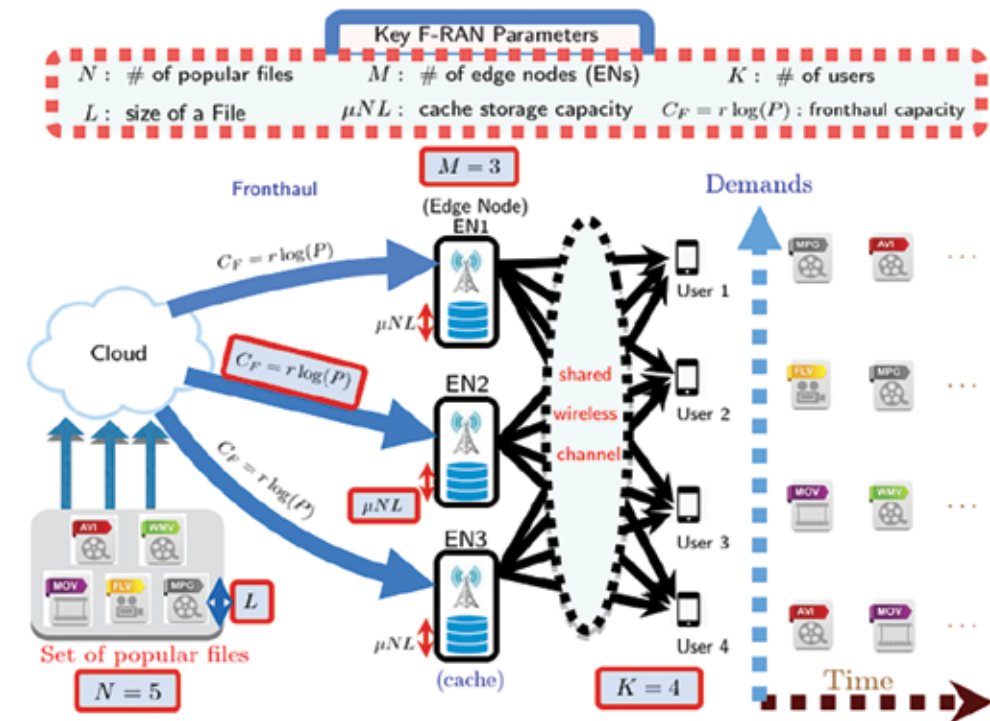 Key F-RAN Parameters
N : # of popular files
M : # of edge nodes (ENs)
K : # of users
L : size of a File
μNL : cache storage capacity
C_F = r log(P) : fronthaul capacity
M = 3
Fronthaul
Demands
(Edge Node)
EN1
C_F = r log(P)
μNL
User 1
MPG
AVI
...
Cloud
C_F = r log(P)
EN2
shared
wireless
channel
User 2
FLV
MPG
...
C_F = r log(P)
μNL
AVI
WMV
EN3
User 3
MOV
WMV
...
MOV
FLV
MPG
L
μNL
User 4
AVI
MOV
...
Set of popular files
(cache)
Time
N = 5
K = 4